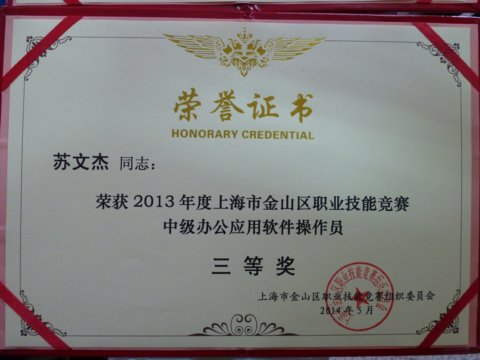 荣誉证书
HONORARY CREDENTIAL
苏文杰 同志：
荣获 2013 年度上海市金山区职业技能竞赛
中级办公应用软件操作员
三等奖
上海市金山区职业技能竞赛组织委员会
2014 年 5 月